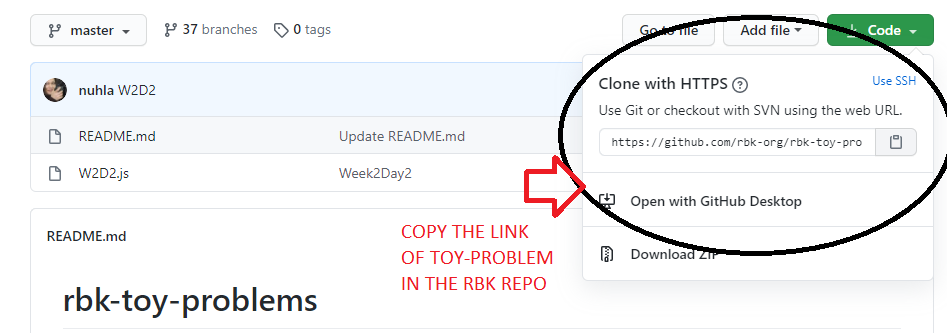 master 37 branches 0 tags Go to file Add file Code
nuhla W2D2
Clone with HTTPS Use SSH
Use Git or checkout with SVN using the web URL.
README.md Update README.md
https://github.com/rbk-org/rbk-toy-pro
W2D2.js Week2Day2
Open with GitHub Desktop
README.md
COPY THE LINK
OF TOY-PROBLEM
IN THE RBK REPO
Download ZIP
rbk-toy-problems